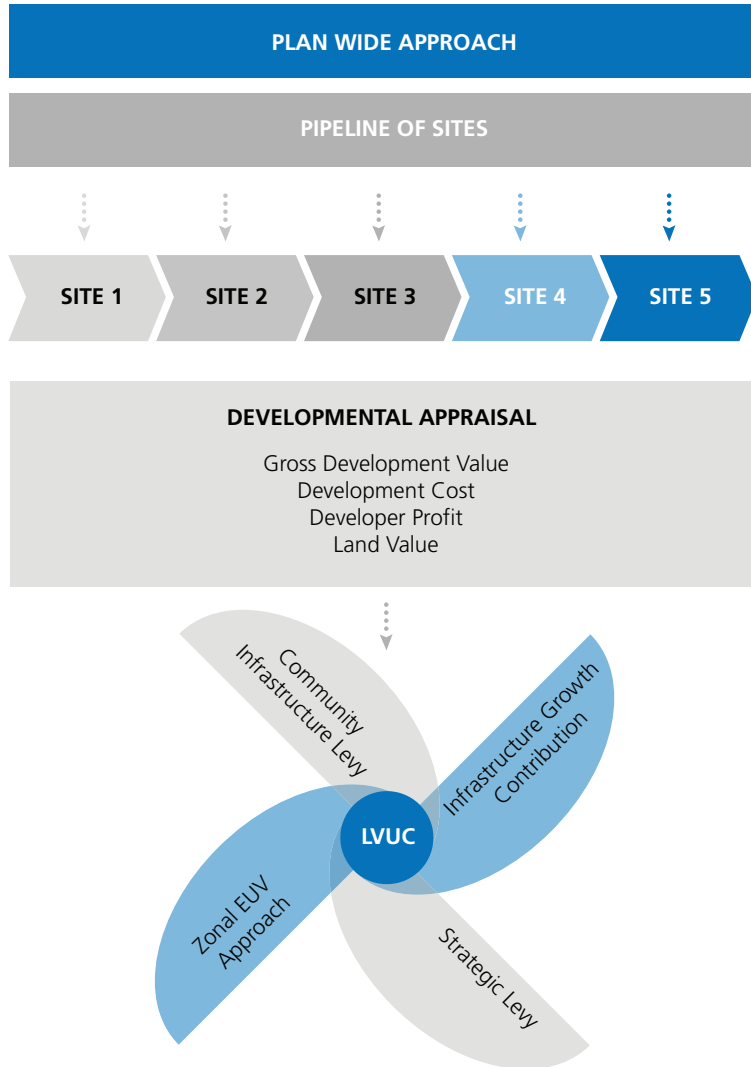 PLAN WIDE APPROACH
PIPELINE OF SITES
SITE 1
SITE 2
SITE 3
SITE 4
SITE 5
DEVELOPMENTAL APPRAISAL
Gross Development Value
Development Cost
Developer Profit
Land Value
Community
Infrastructure Levy
Infrastructure Growth
Contribution
LVUC
Zonal EUV
Approach
Strategic Levy